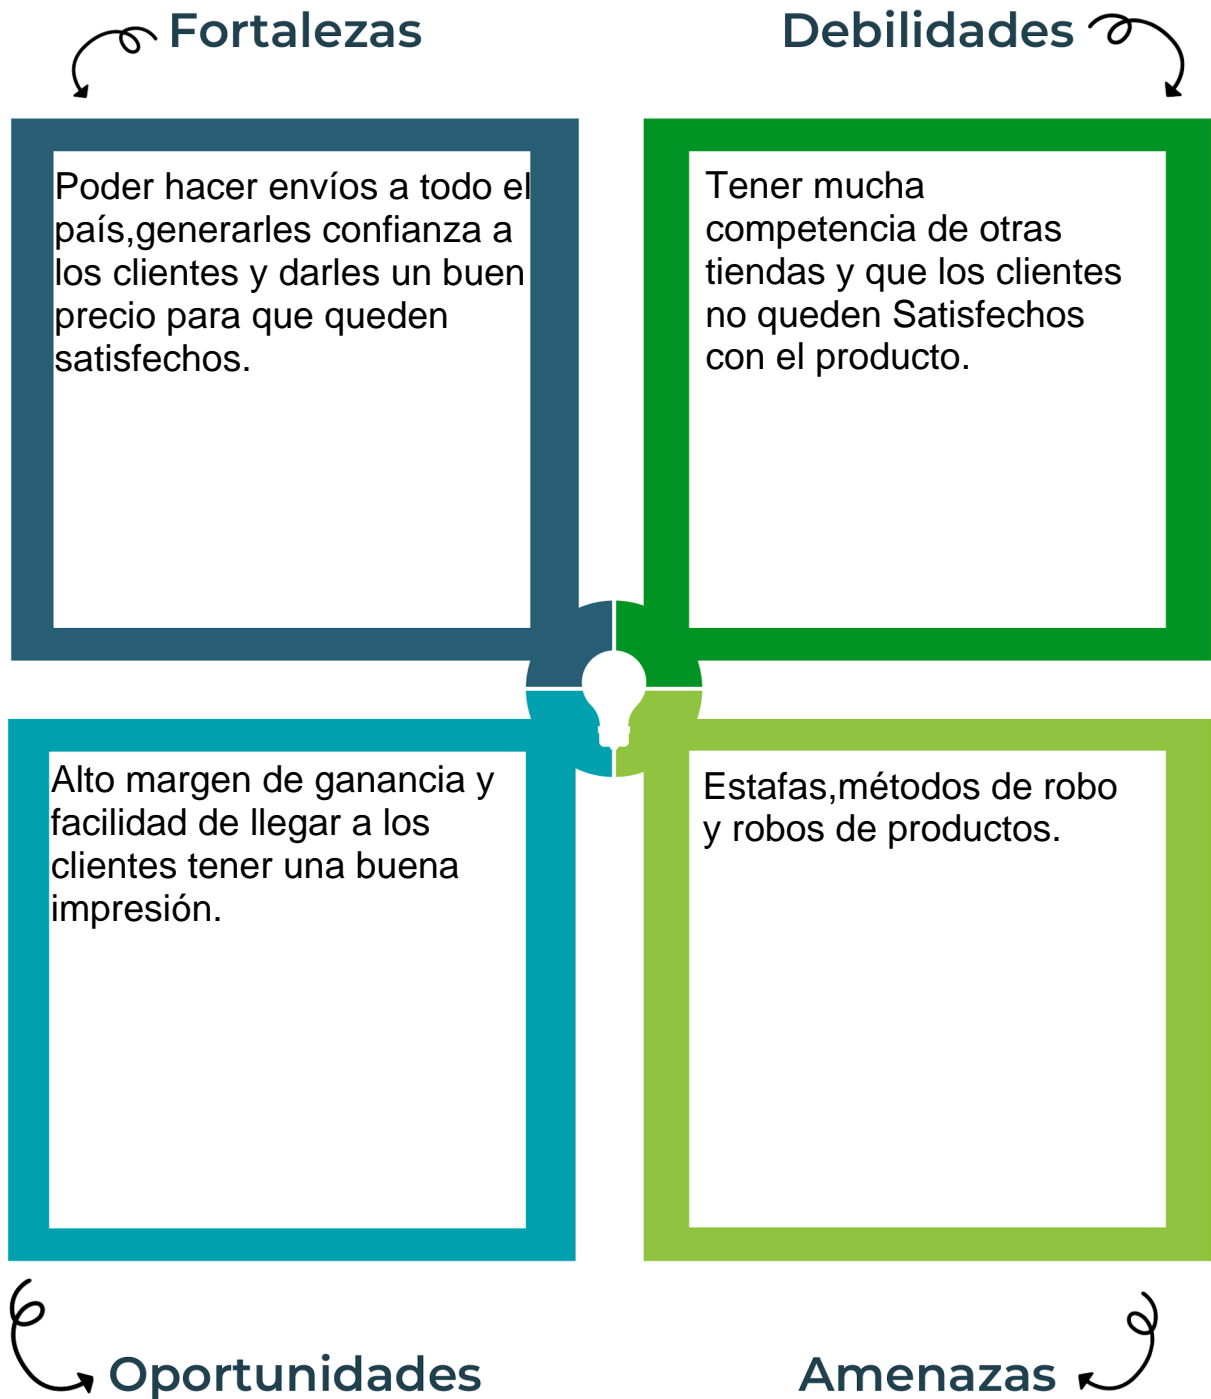 Fortalezas
Poder hacer envíos a todo el
país,generarles confianza a
los clientes y darles un buen
precio para que queden
satisfechos.
Debilidades
Tener mucha
competencia de otras
tiendas y que los clientes
no queden Satisfechos
con el producto.
Alto margen de ganancia y
facilidad de llegar a los
clientes tener una buena
impresión.
Oportunidades
Estafas,métodos de robo
y robos de productos.
Amenazas